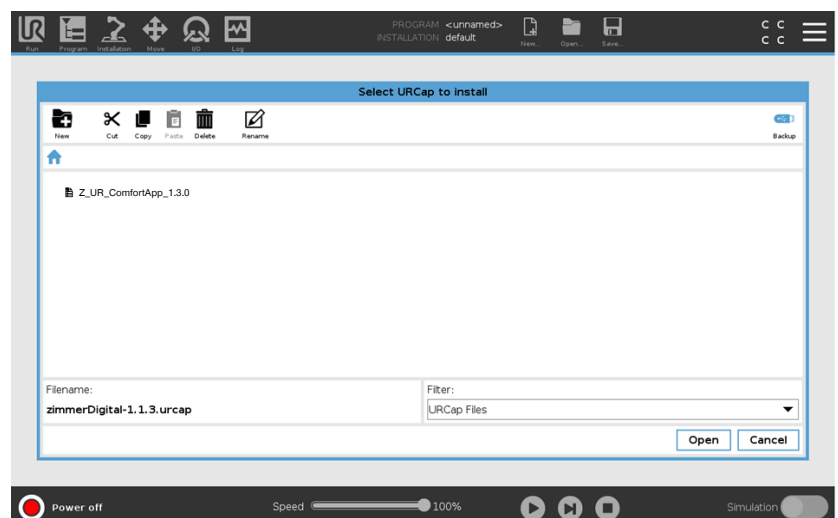 PROGRAM <unnamed>
INSTALLATION default
Run Program Installation Move I/O Log New... Open... Save...
C C
C C
Select URCap to install
New Cut Copy Paste Delete Rename Backup
Z_UR_ComfortApp_1.3.0
Filename: Filter:
zimmerDigital-1.1.3.urcap URCap Files
Open Cancel
Power off Speed 100% Simulation